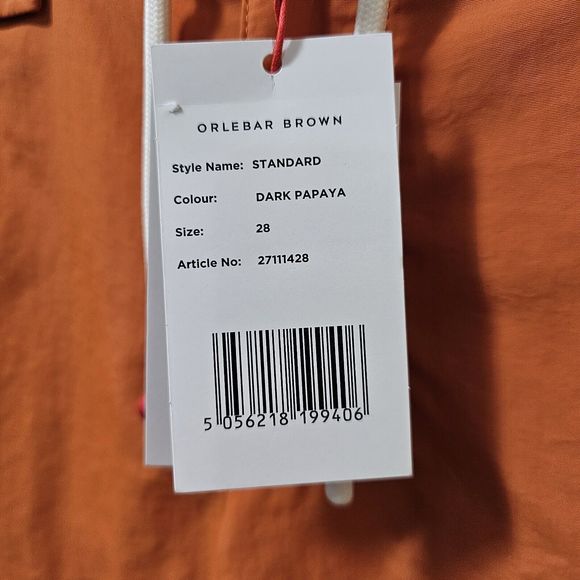 ORLEBAR BROWN
Style Name: STANDARD
Colour: DARK PAPAYA
Size: 28
Article No: 27111428
5 056218 199406